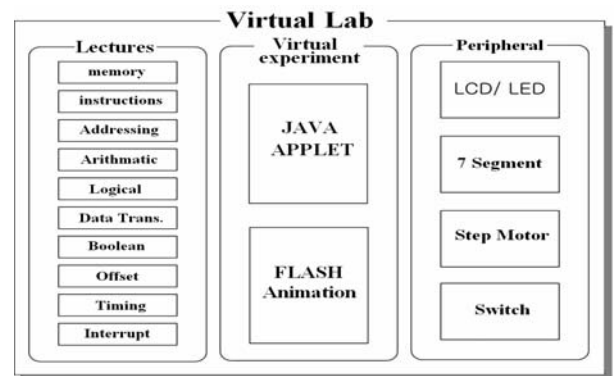 Virtual Lab
Lectures
memory
instructions
Addressing
Arithmatic
Logical
Data Trans.
Boolean
Offset
Timing
Interrupt
Virtual
experiment
JAVA
APPLET
FLASH
Animation
Peripheral
LCD/ LED
7 Segment
Step Motor
Switch